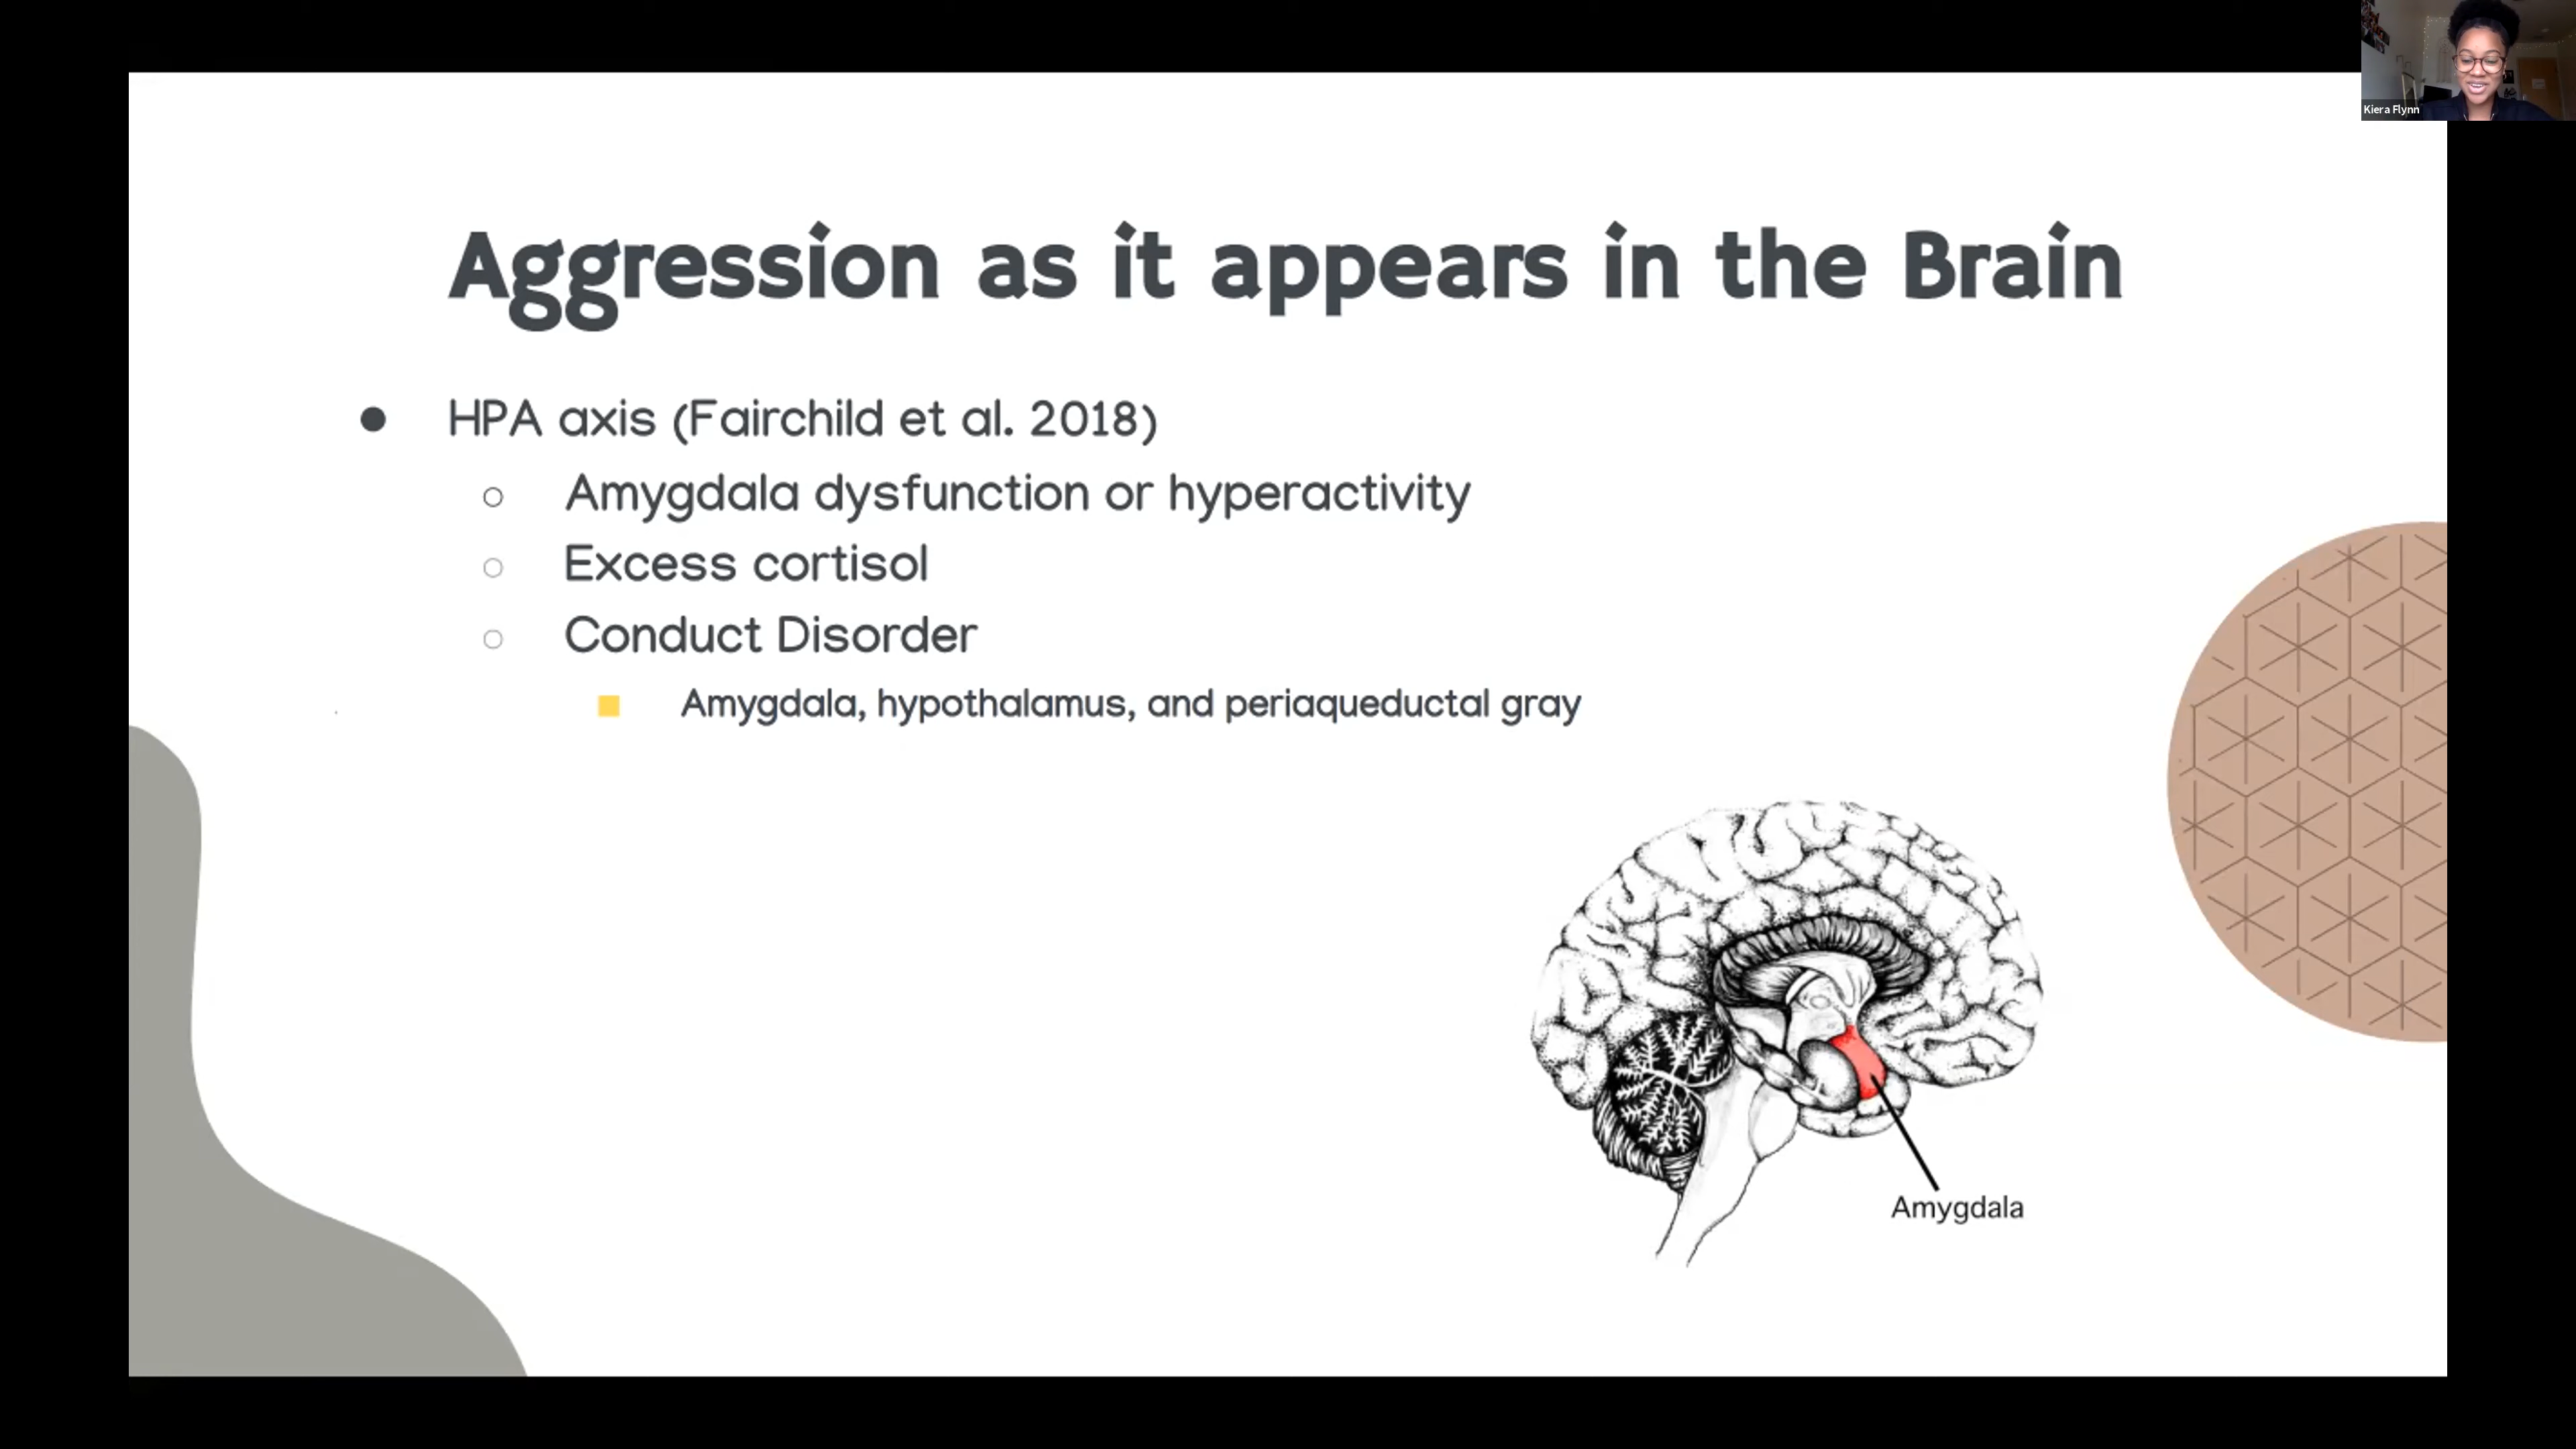 Kiera Flynn
Aggression as it appears in the Brain
HPA axis (Fairchild et al. 2018)
Amygdala dysfunction or hyperactivity
Excess cortisol
Conduct Disorder
Amygdala, hypothalamus, and periaqueductal gray
Amygdala